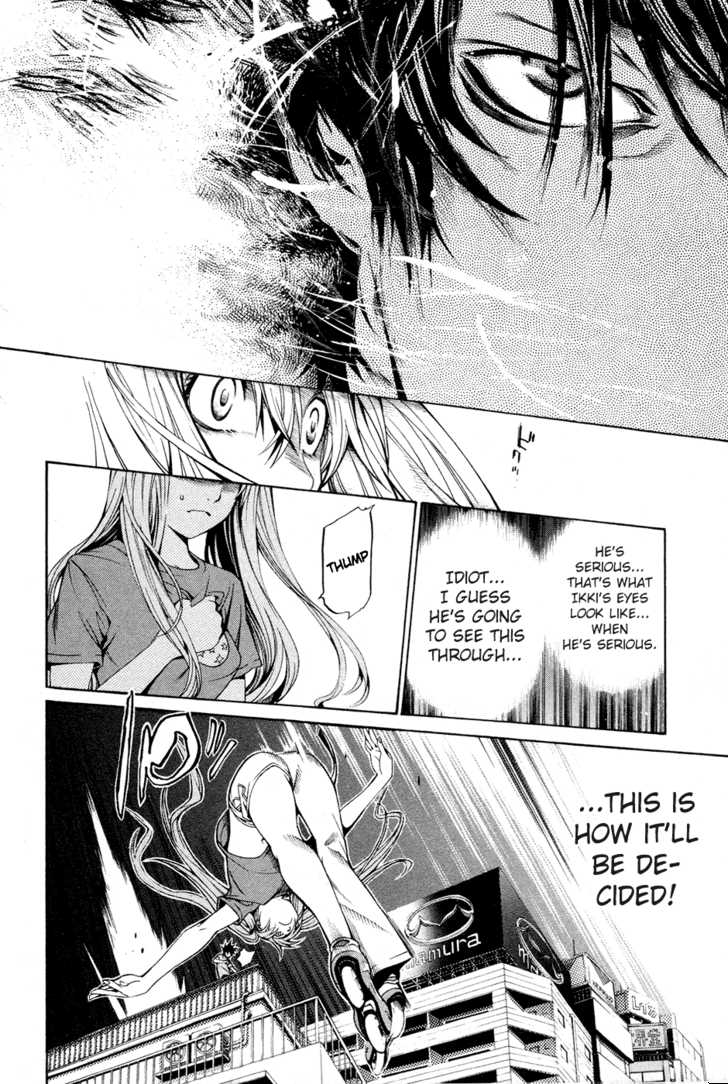 HE'S
SERIOUS...
THAT'S WHAT
IKKI'S EYES
LOOK LIKE...
WHEN
HE'S SERIOUS.
IDIOT...
I GUESS
HE'S GOING
TO SEE THIS
THROUGH...
THUMP
...THIS IS
HOW IT'LL
BE DE-
CIDED!
mamura